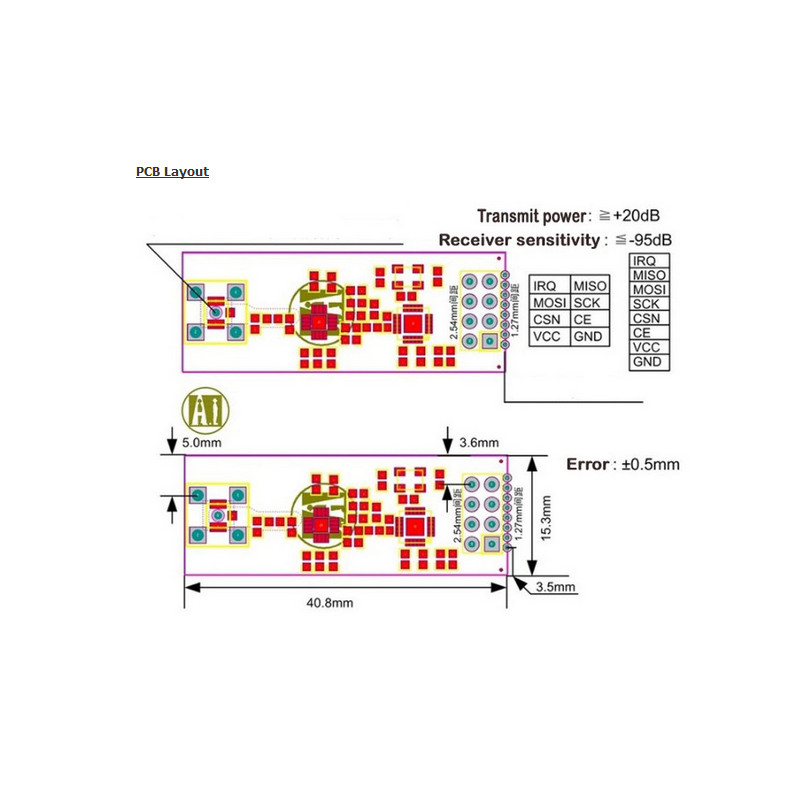 40.8mm
3.5mm
15.3mm
1.27mm间距
2.54mm间距
Error : ±0.5mm
3.6mm
5.0mm
AI
GND
VCC
CE
CSN
SCK
MOSI
MISO
IRQ
GND VCC
CE CSN
SCK MOSI
MISO IRQ
1.27mm间距
2.54mm间距
Receiver sensitivity : ≤ -95dB
Transmit power : ≤ +20dB
PCB Layout